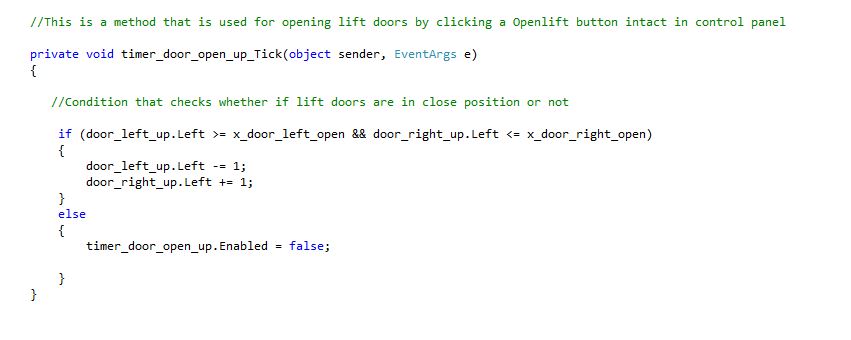 //This is a method that is used for opening lift doors by clicking a Openlift button intact in control panel
private void timer_door_open_up_Tick(object sender, EventArgs e)
{
//Condition that checks whether if lift doors are in close position or not
if (door_left_up.Left >= x_door_left_open && door_right_up.Left <= x_door_right_open)
{
door_left_up.Left -= 1;
door_right_up.Left += 1;
}
else
{
timer_door_open_up.Enabled = false;
}
}